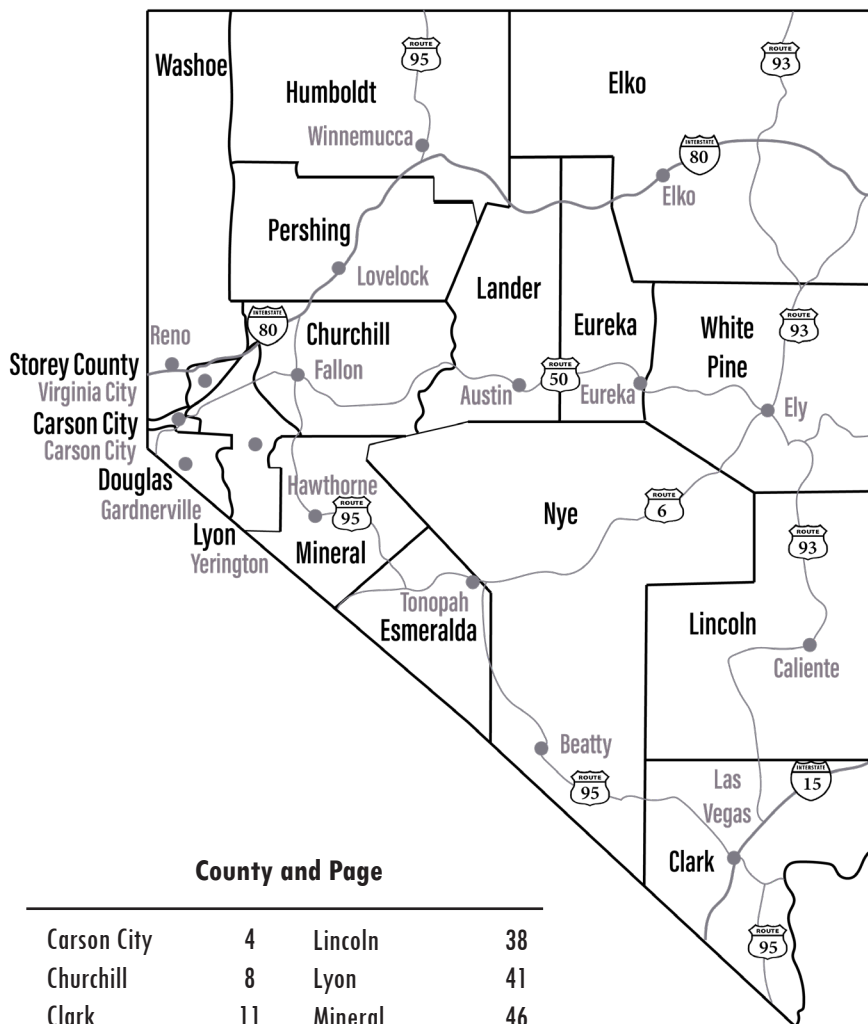 ROUTE
95
ROUTE
93
Washoe
Humboldt
Elko
Winnemucca
INTERSTATE
80
Elko
Pershing
Lovelock
Lander
INTERSTATE
80
Churchill
Eureka
White
Pine
ROUTE
93
Reno
Storey County
Virginia City
Fallon
ROUTE
50
Austin
Eureka
Ely
Carson City
Carson City
Douglas
Gardnerville
Hawthorne
ROUTE
95
Nye
ROUTE
6
Lyon
Yerington
Mineral
ROUTE
93
Tonopah
Esmeralda
Lincoln
Caliente
Beatty
ROUTE
95
Las
Vegas
INTERSTATE
15
Clark
ROUTE
95
County and Page
Carson City 4 Lincoln 38
Churchill 8 Lyon 41
Clark 11 Mineral 46